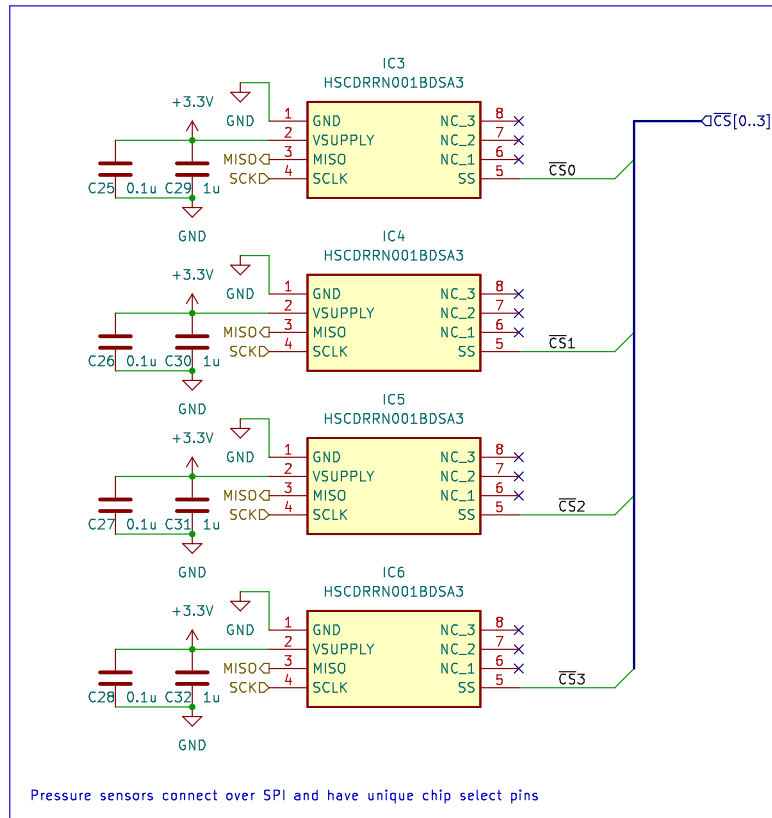 IC3
HSCDRRN001BDSA3
+3.3V
GND
1 GND NC_3 8
2 VSUPPLY NC_2 7
MISO 3 MISO NC_1 6
SCK 4 SCLK SS 5 C̅S̅0
C25 0.1u C29 1u
GND
C̅S̅[0..3]
IC4
HSCDRRN001BDSA3
+3.3V
GND
1 GND NC_3 8
2 VSUPPLY NC_2 7
MISO 3 MISO NC_1 6
SCK 4 SCLK SS 5 C̅S̅1
C26 0.1u C30 1u
GND
IC5
HSCDRRN001BDSA3
+3.3V
GND
1 GND NC_3 8
2 VSUPPLY NC_2 7
MISO 3 MISO NC_1 6
SCK 4 SCLK SS 5 C̅S̅2
C27 0.1u C31 1u
GND
IC6
HSCDRRN001BDSA3
+3.3V
GND
1 GND NC_3 8
2 VSUPPLY NC_2 7
MISO 3 MISO NC_1 6
SCK 4 SCLK SS 5 C̅S̅3
C28 0.1u C32 1u
GND
Pressure sensors connect over SPI and have unique chip select pins